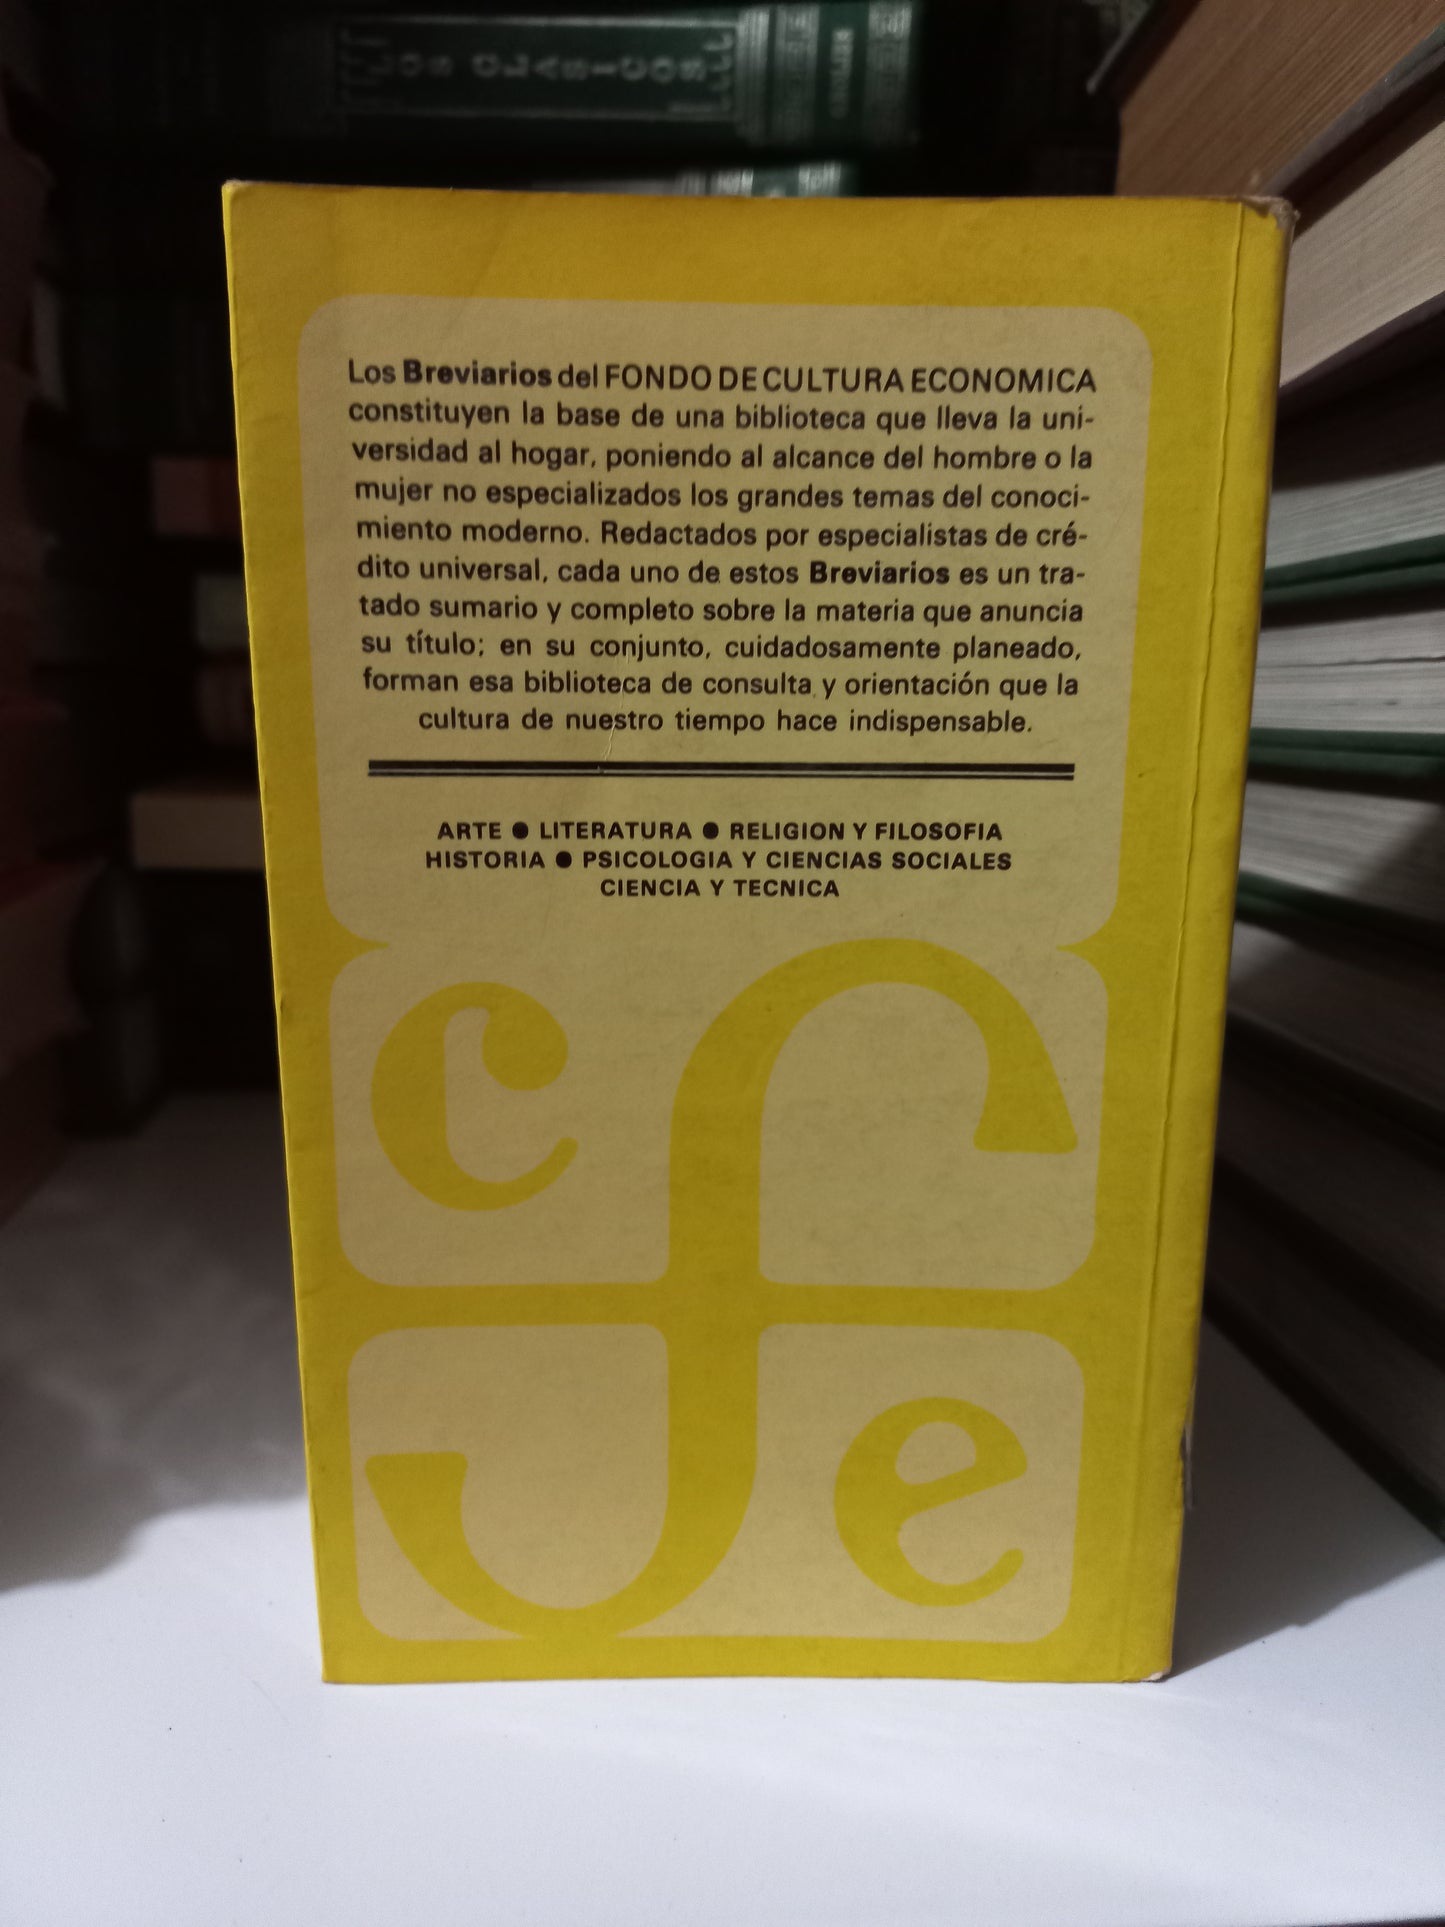 LOS CLASICOS
Los Breviarios del FONDO DE CULTURA ECONOMICA
constituyen la base de una biblioteca que lleva la uni-
versidad al hogar, poniendo al alcance del hombre o la
mujer no especializados los grandes temas del conoci-
miento moderno. Redactados por especialistas de cré-
dito universal, cada uno de estos Breviarios es un tra-
tado sumario y completo sobre la materia que anuncia
su título; en su conjunto, cuidadosamente planeado,
forman esa biblioteca de consulta y orientación que la
cultura de nuestro tiempo hace indispensable.
ARTE ● LITERATURA ● RELIGION Y FILOSOFIA
HISTORIA ● PSICOLOGIA Y CIENCIAS SOCIALES
CIENCIA Y TECNICA
c f
e